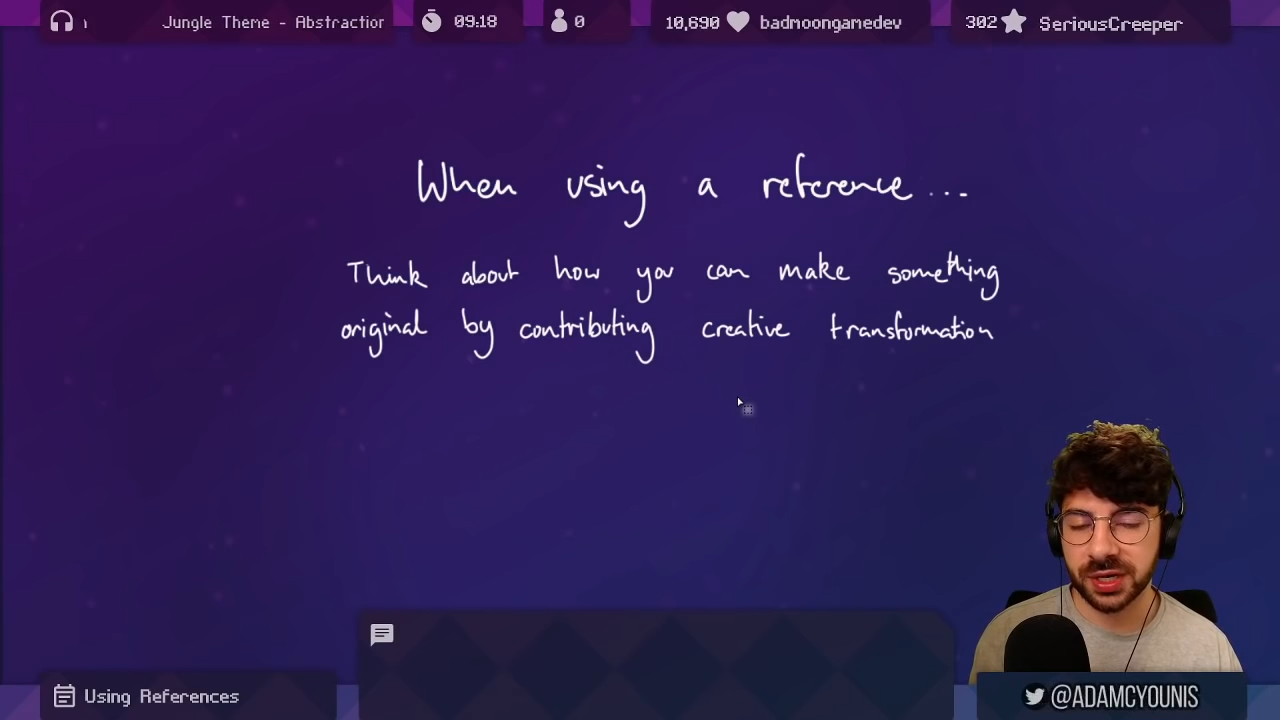 Jungle Theme - Abstraction
09:18
0
10,690
badmoongamedev
302
SeriousCreeper
When using a reference...
Think about how you can make something
original by contributing creative transformation
Using References
@ADAMCYOUNIS